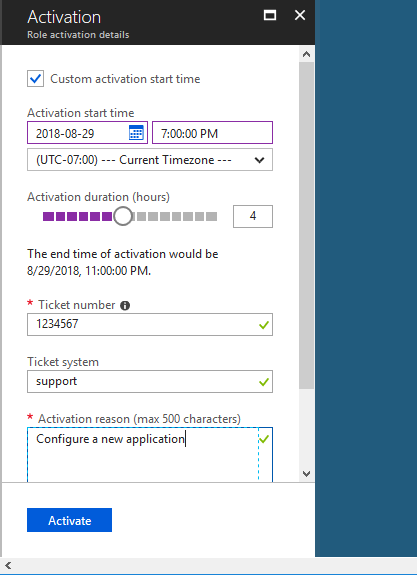 Activation
Role activation details
Custom activation start time
Activation start time
2018-08-29
7:00:00 PM
(UTC-07:00) --- Current Timezone ---
Activation duration (hours)
4
The end time of activation would be
8/29/2018, 11:00:00 PM.
* Ticket number
1234567
Ticket system
support
* Activation reason (max 500 characters)
Configure a new application
Activate